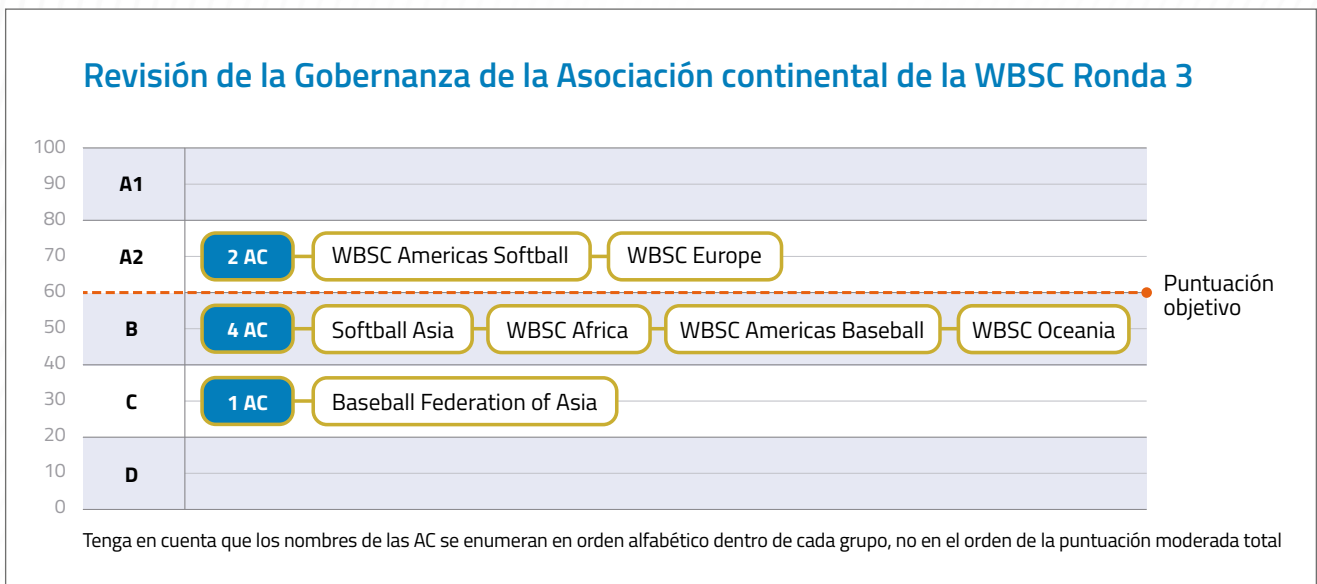 Revisión de la Gobernanza de la Asociación continental de la WBSC Ronda 3
100
90
A1
80
70
A2
2 AC
WBSC Americas Softball
WBSC Europe
60
Puntuación
objetivo
50
B
4 AC
Softball Asia
WBSC Africa
WBSC Americas Baseball
WBSC Oceania
40
30
C
1 AC
Baseball Federation of Asia
20
10
D
0
Tenga en cuenta que los nombres de las AC se enumeran en orden alfabético dentro de cada grupo, no en el orden de la puntuación moderada total